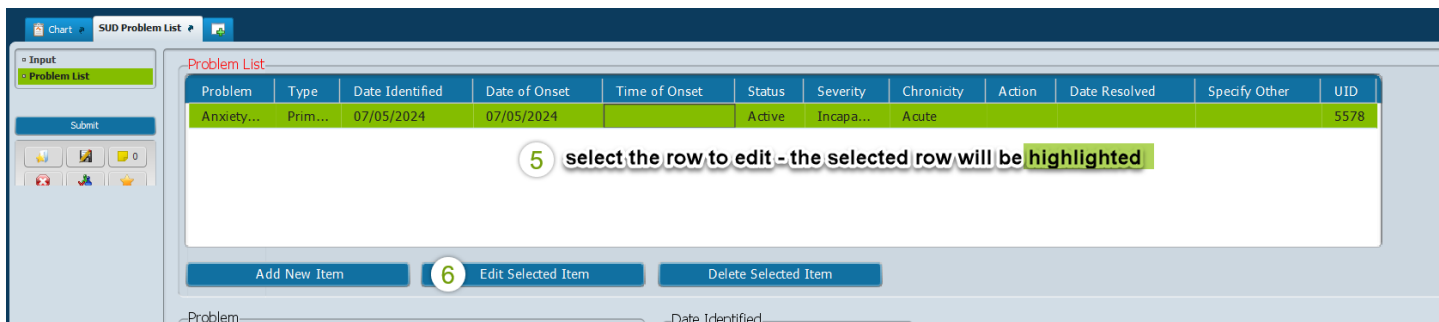 Chart SUD Problem List
Input
Problem List
Submit
0
Problem List
Problem Type Date Identified Date of Onset Time of Onset Status Severity Chronicity Action Date Resolved Specify Other UID
Anxiety... Prim... 07/05/2024 07/05/2024 Active Incapa... Acute 5578
5 select the row to edit - the selected row will be highlighted
Add New Item 6 Edit Selected Item Delete Selected Item
Problem Date Identified